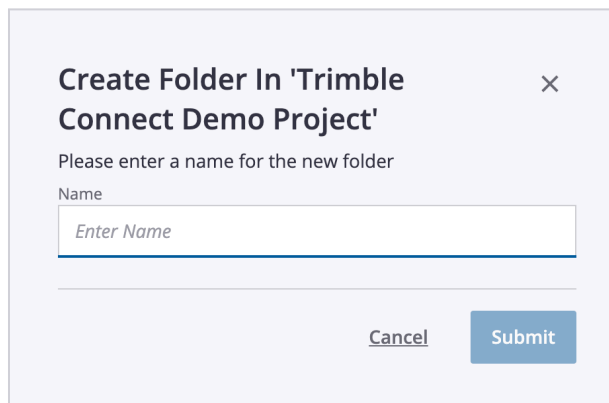 Create Folder In 'Trimble
Connect Demo Project'
Please enter a name for the new folder
Name
Enter Name
Cancel
Submit